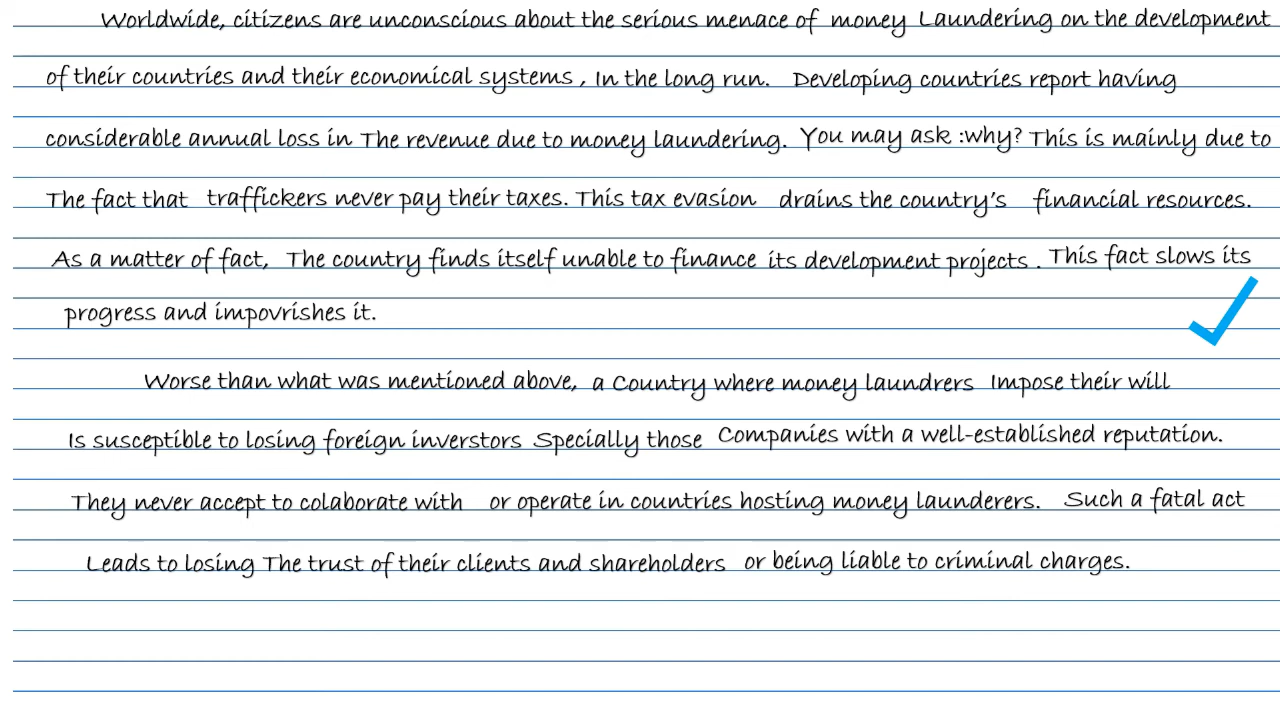 Worldwide, citizens are unconscious about the serious menace of money Laundering on the development
of their countries and their economical systems, In the long run. Developing countries report having
considerable annual loss in The revenue due to money laundering. You may ask :why? This is mainly due to
The fact that traffickers never pay their taxes. This tax evasion drains the country's financial resources.
As a matter of fact, The country finds itself unable to finance its development projects. This fact slows its
progress and impovrishes it.
Worse than what was mentioned above, a Country where money laundrers Impose their will
Is susceptible to losing foreign inverstors Specially those Companies with a well-established reputation.
They never accept to colaborate with or operate in countries hosting money launderers. Such a fatal act
Leads to losing The trust of their clients and shareholders or being liable to criminal charges.